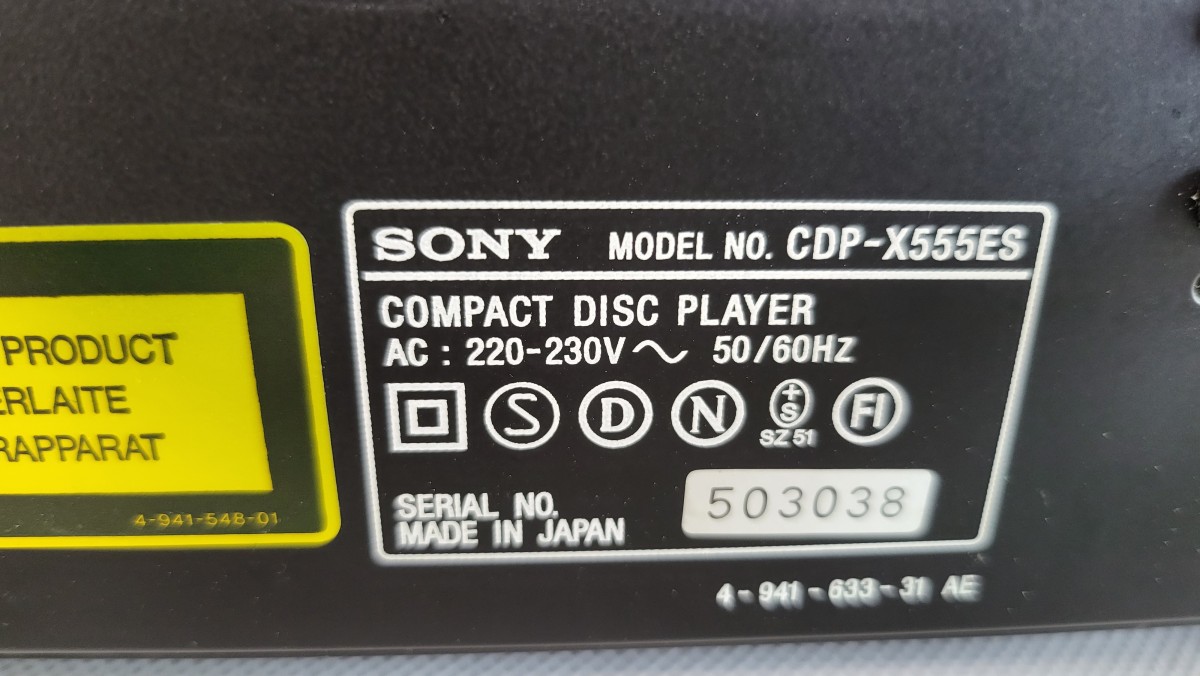 PRODUCT
ERLAITE
RAPPARAT
4-941-548-01
SONY MODEL NO. CDP-X555ES
COMPACT DISC PLAYER
AC : 220-230V~ 50/60HZ
S D N +S FI
SZ 51
SERIAL NO. 503038
MADE IN JAPAN
4-941-633-31 AE